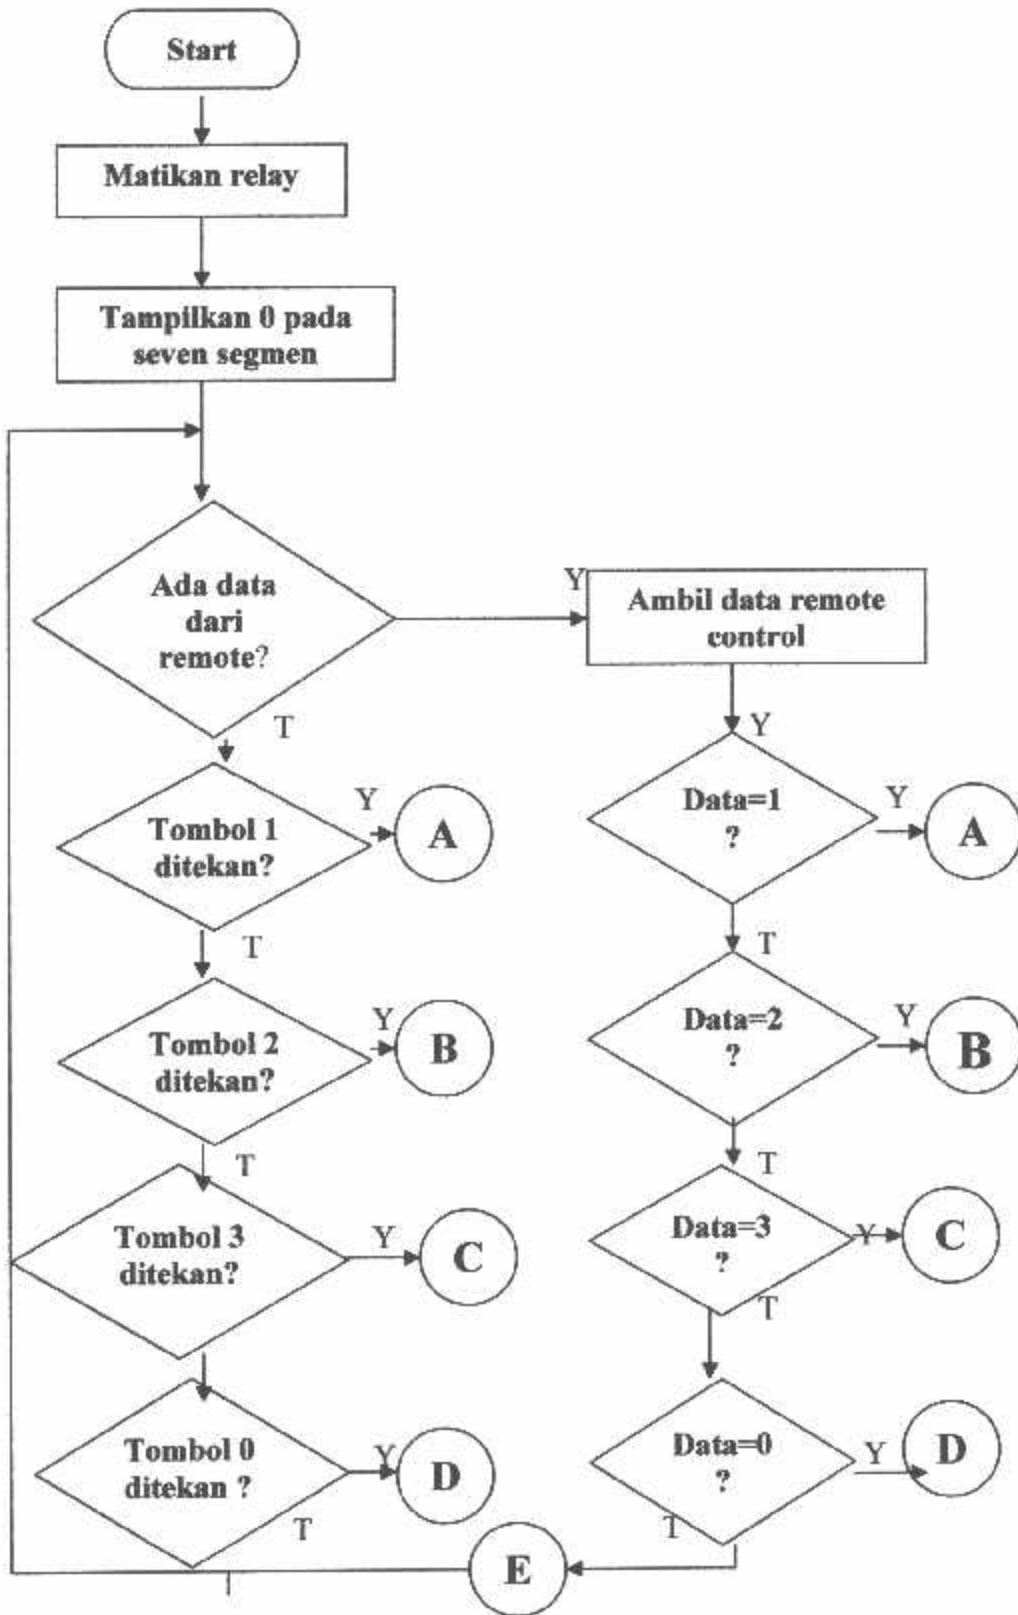 Start
Matikan relay
Tampilkan 0 pada
seven segmen
Ada data
dari
remote?
Y
Ambil data remote
control
T
Y
Tombol 1
ditekan?
Y
A
Data=1
?
Y
A
T
T
Tombol 2
ditekan?
Y
B
Data=2
?
Y
B
T
T
Tombol 3
ditekan?
Y
C
Data=3
?
Y
C
T
Tombol 0
ditekan ?
Y
D
Data=0
?
Y
D
T
T
E